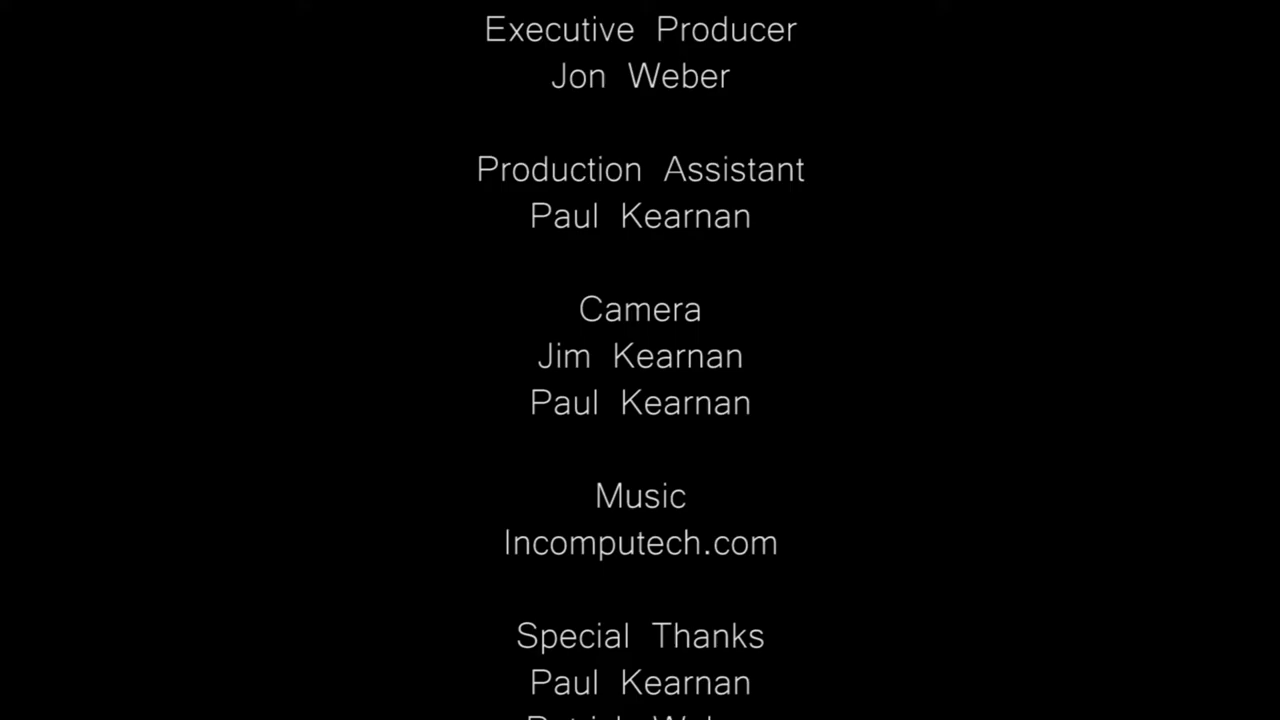 Executive Producer
Jon Weber
Production Assistant
Paul Kearnan
Camera
Jim Kearnan
Paul Kearnan
Music
Incomputech.com
Special Thanks
Paul Kearnan